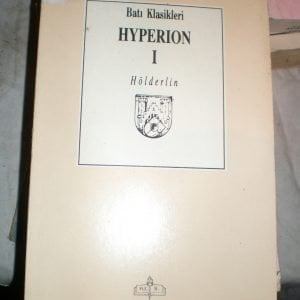 Batı Klasikleri
HYPERION
I
Hölderlin